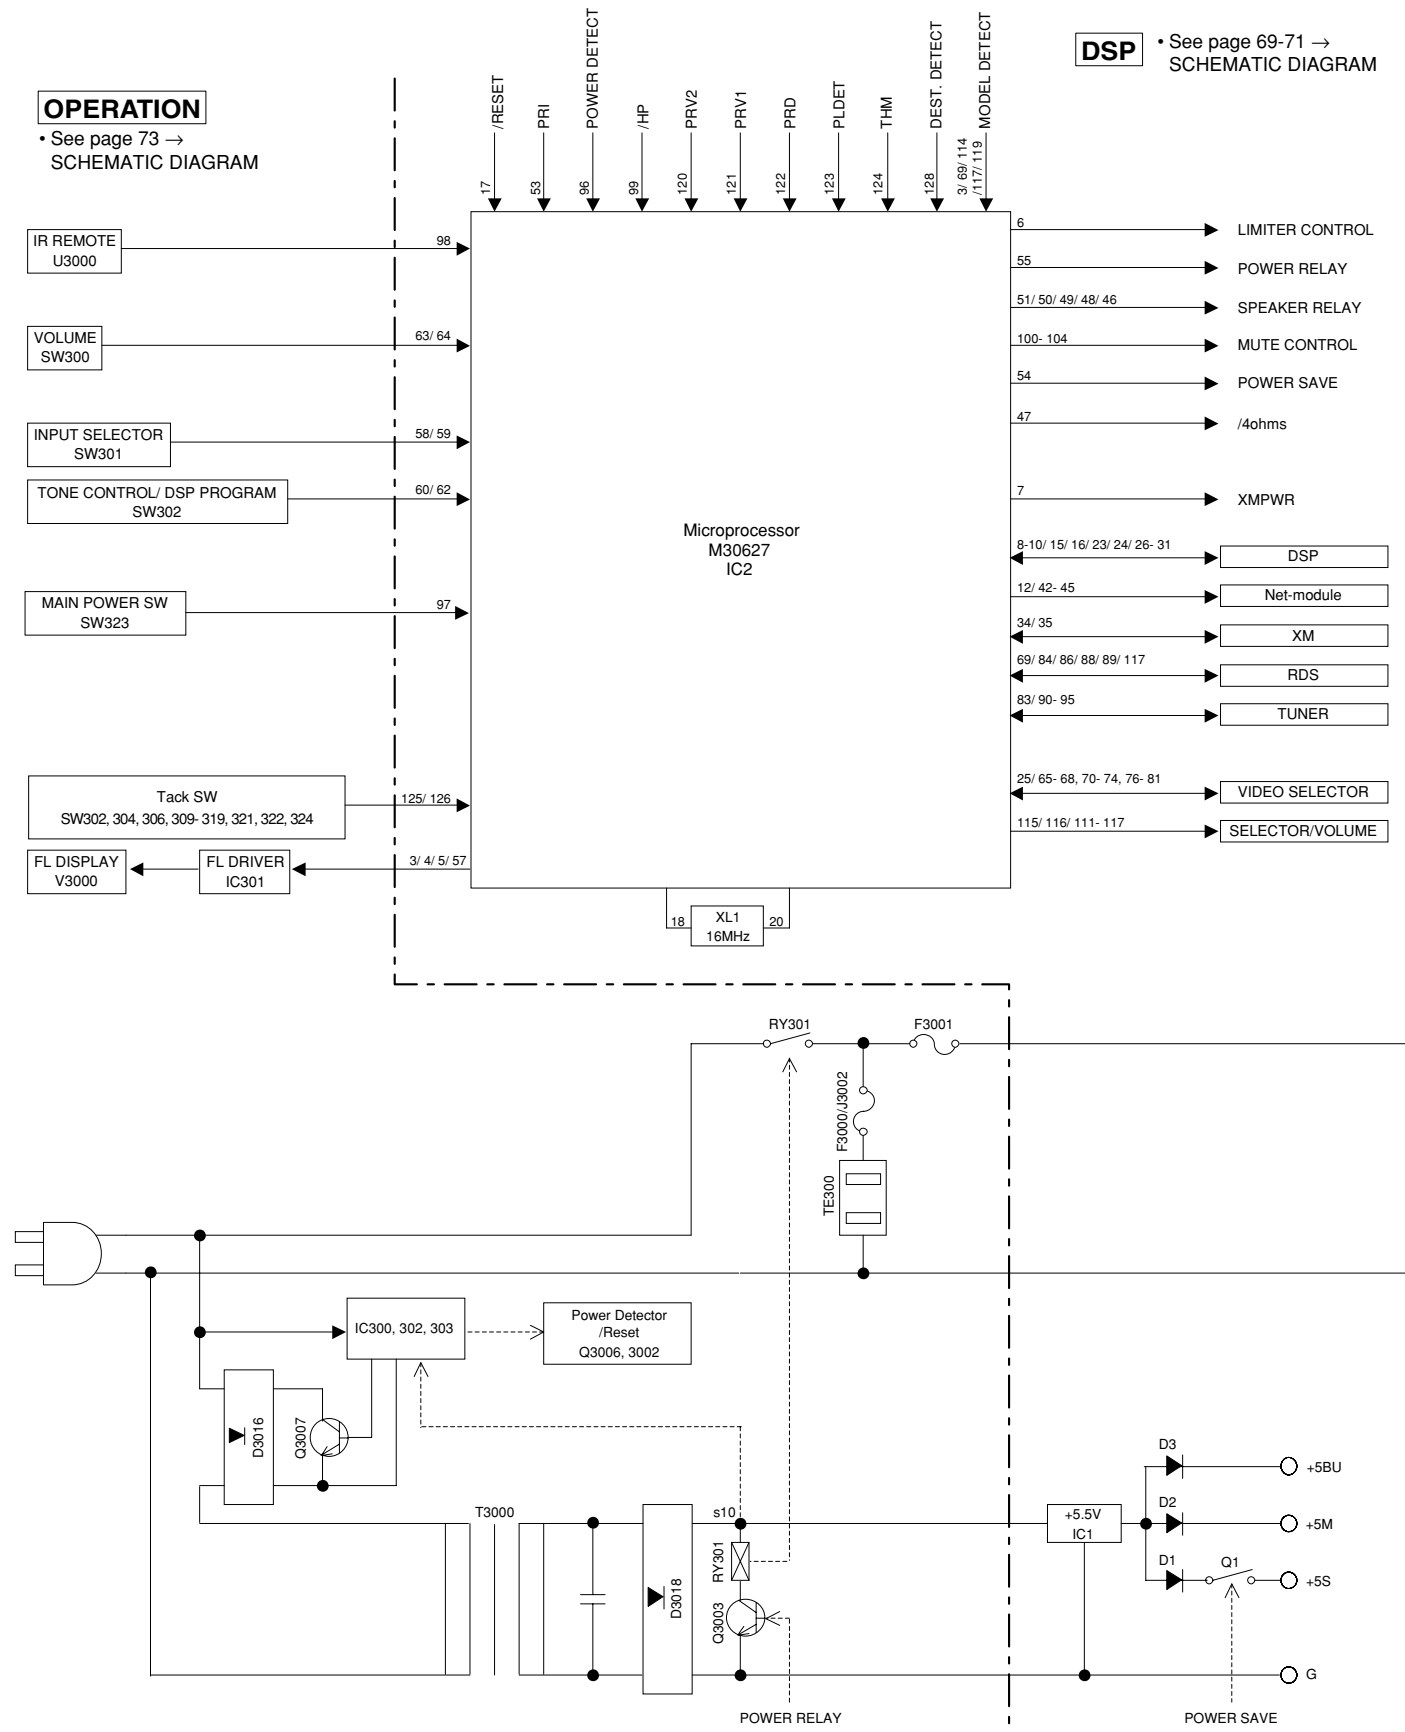 OPERATION
• See page 73 →
SCHEMATIC DIAGRAM
DSP
• See page 69-71 →
SCHEMATIC DIAGRAM
/RESET
PRI
POWER DETECT
/HP
PRV2
PRV1
PRD
PLDET
THM
DEST. DETECT
MODEL DETECT
17
53
96
99
120
121
122
123
124
128
3/ 69/ 114
/117/ 119
IR REMOTE
U3000
98
VOLUME
SW300
63/ 64
INPUT SELECTOR
SW301
58/ 59
TONE CONTROL/ DSP PROGRAM
SW302
60/ 62
MAIN POWER SW
SW323
97
Tack SW
SW302, 304, 306, 309- 319, 321, 322, 324
125/ 126
FL DISPLAY
V3000
FL DRIVER
IC301
3/ 4/ 5/ 57
Microprocessor
M30627
IC2
18
XL1
16MHz
20
6
LIMITER CONTROL
55
POWER RELAY
51/ 50/ 49/ 48/ 46
SPEAKER RELAY
100- 104
MUTE CONTROL
54
POWER SAVE
47
/4ohms
7
XMPWR
8-10/ 15/ 16/ 23/ 24/ 26- 31
DSP
12/ 42- 45
Net-module
34/ 35
XM
69/ 84/ 86/ 88/ 89/ 117
RDS
83/ 90- 95
TUNER
25/ 65- 68, 70- 74, 76- 81
VIDEO SELECTOR
115/ 116/ 111- 117
SELECTOR/VOLUME
RY301
F3001
F3000/J3002
TE300
IC300, 302, 303
Power Detector
/Reset
Q3006, 3002
D3016
Q3007
T3000
D3018
s10
RY301
Q3003
+5.5V
IC1
D3
+5BU
D2
+5M
D1
Q1
+5S
G
POWER RELAY
POWER SAVE